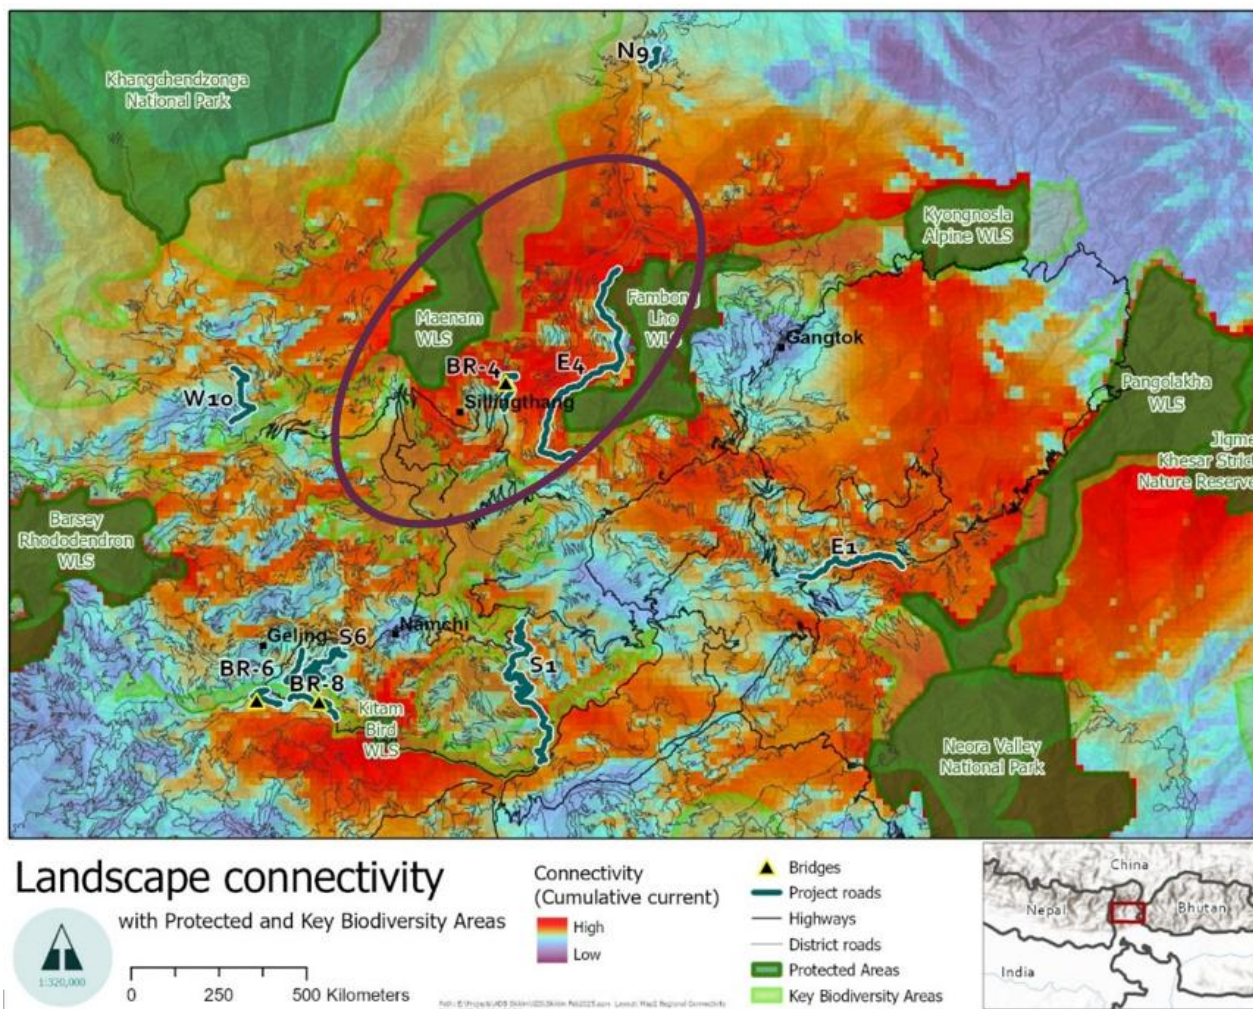 N9
Khangchendzonga
National Park
Kyongnosla
Alpine WLS
Fambong
Lho
WLS
Maenam
WLS
Gangtok
BR-4
E4
Pangolakha
WLS
W10
Sillingthang
Jigme
Khesar Strict
Nature Reserve
Barsey
Rhododendron
WLS
E1
Namchi
Geling
S6
S1
BR-6
BR-8
Kitam
Bird
WLS
Neora Valley
National Park
Landscape connectivity
with Protected and Key Biodiversity Areas
1:320,000
0 250 500 Kilometers
Connectivity
(Cumulative current)
High
Low
Bridges
Project roads
Highways
District roads
Protected Areas
Key Biodiversity Areas
China
Nepal
Bhutan
India